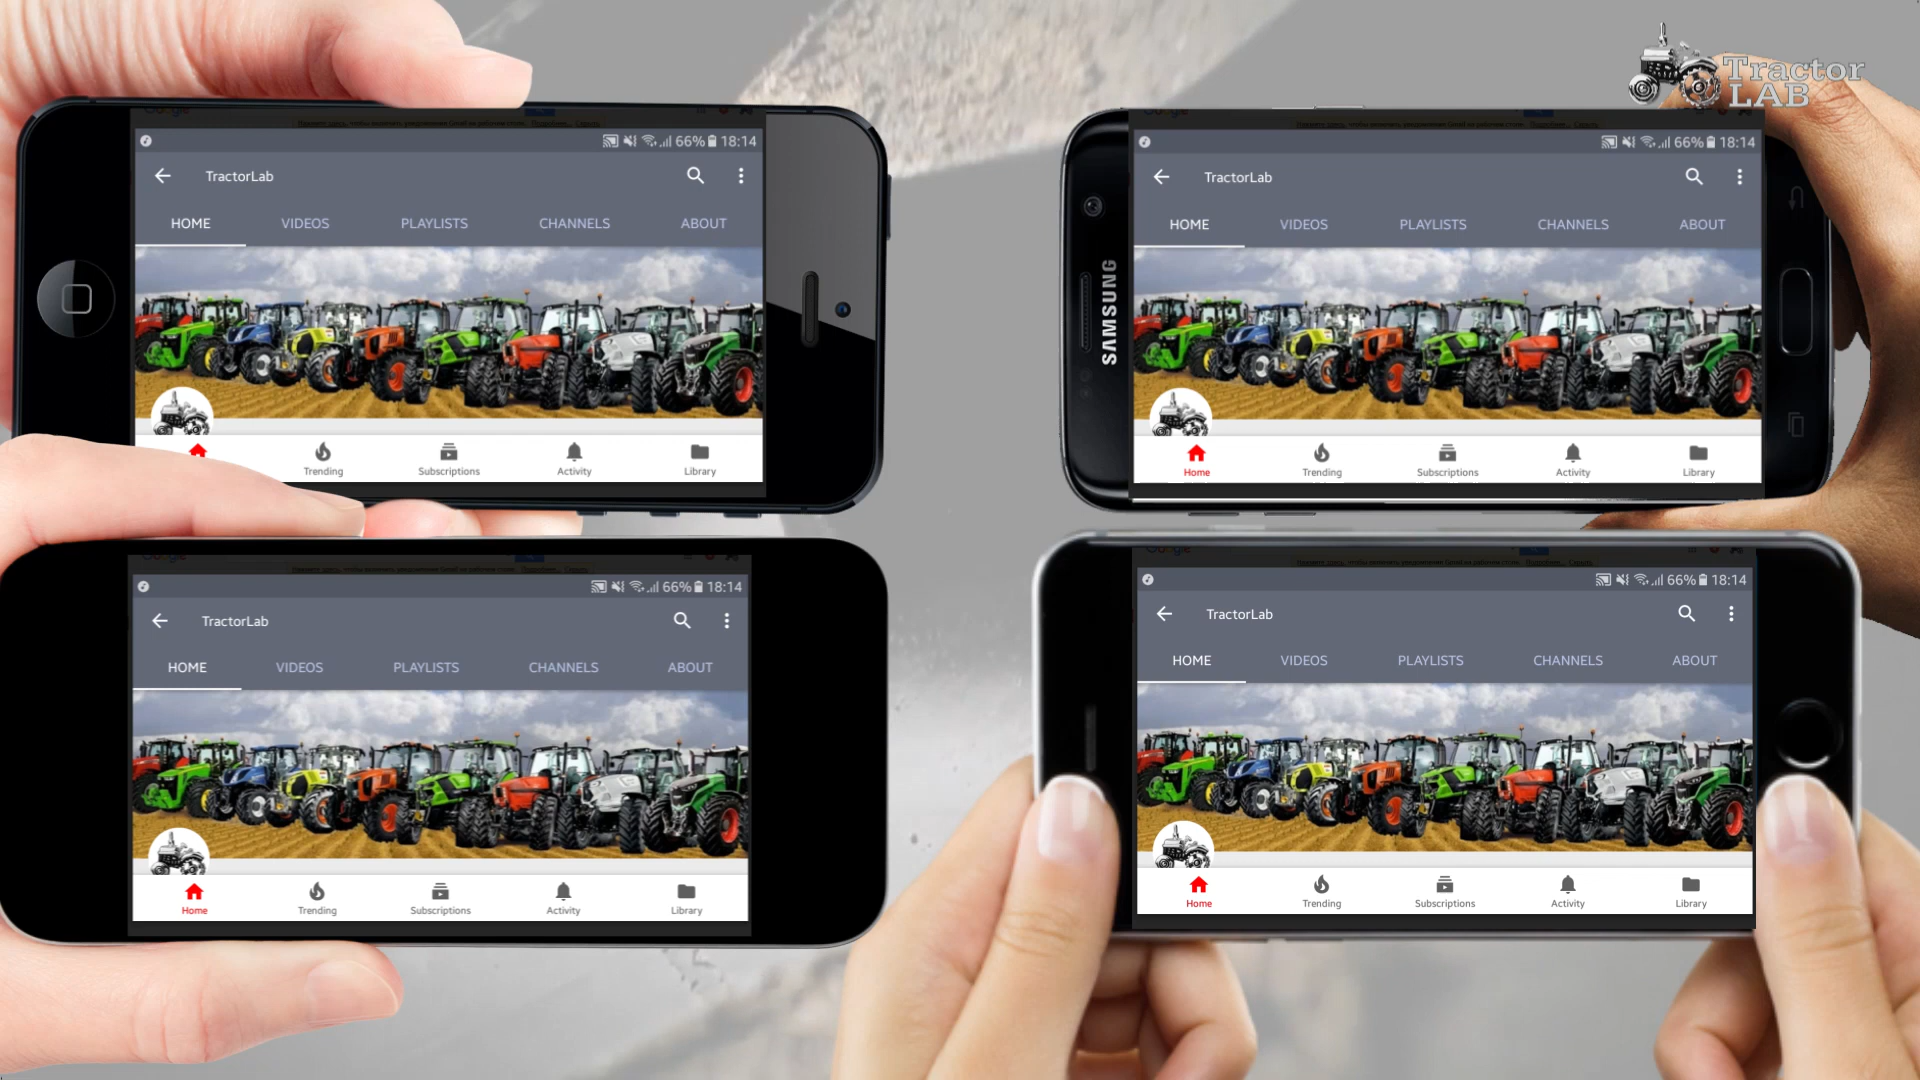 Tractor
LAB
66% 18:14
TractorLab
HOME VIDEOS PLAYLISTS CHANNELS ABOUT
Trending Subscriptions Activity Library
SAMSUNG
66% 18:14
TractorLab
HOME VIDEOS PLAYLISTS CHANNELS ABOUT
Home Trending Subscriptions Activity Library
66% 18:14
TractorLab
HOME VIDEOS PLAYLISTS CHANNELS ABOUT
Home Trending Subscriptions Activity Library
66% 18:14
TractorLab
HOME VIDEOS PLAYLISTS CHANNELS ABOUT
Home Trending Subscriptions Activity Library